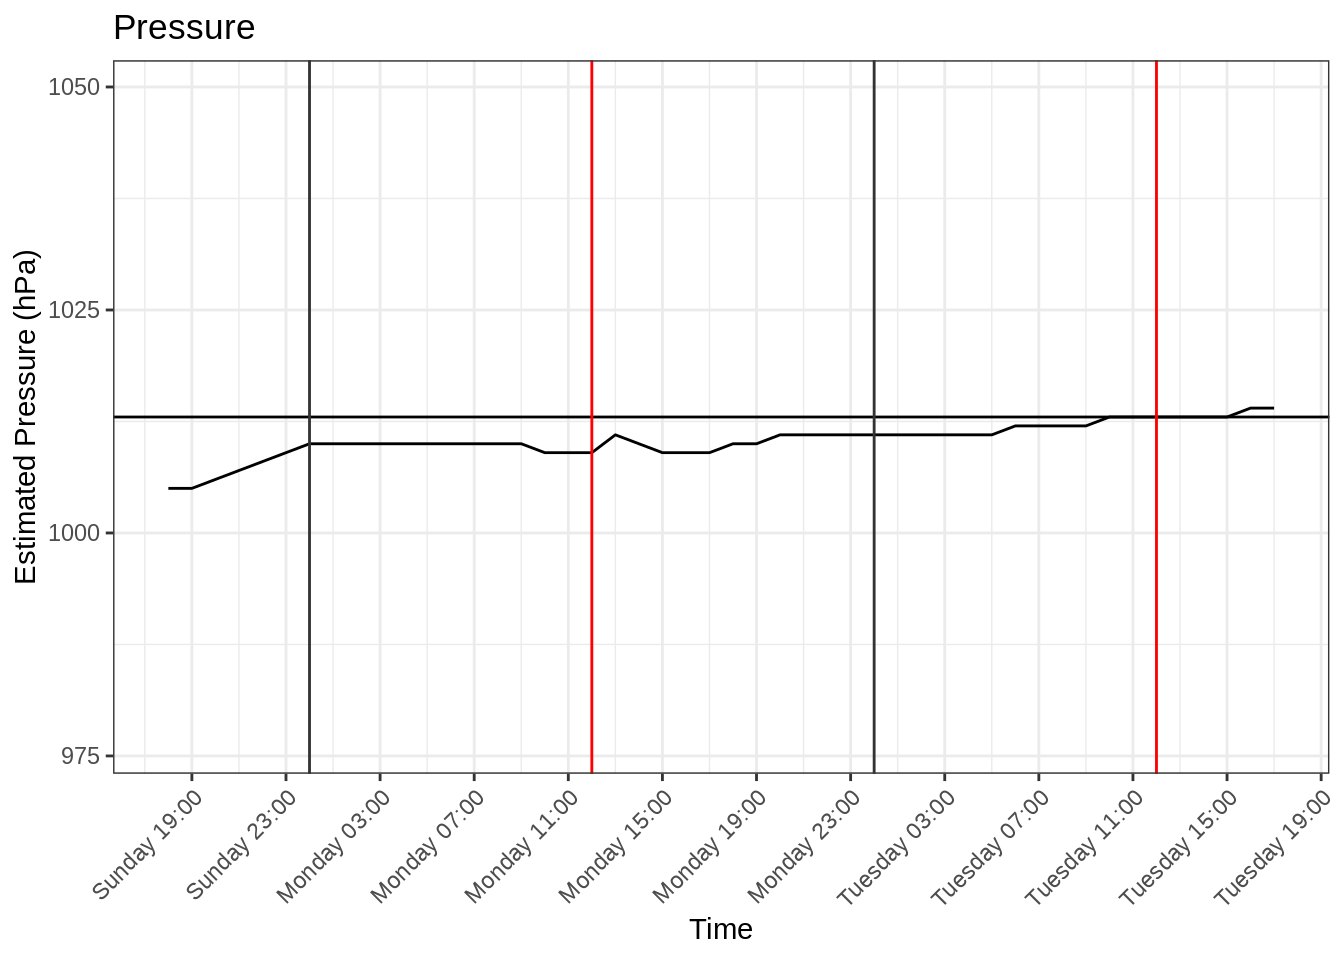 Pressure
1050
1025
1000
975
Estimated Pressure (hPa)
Sunday 19:00
Sunday 23:00
Monday 03:00
Monday 07:00
Monday 11:00
Monday 15:00
Monday 19:00
Monday 23:00
Tuesday 03:00
Tuesday 07:00
Tuesday 11:00
Tuesday 15:00
Tuesday 19:00
Time